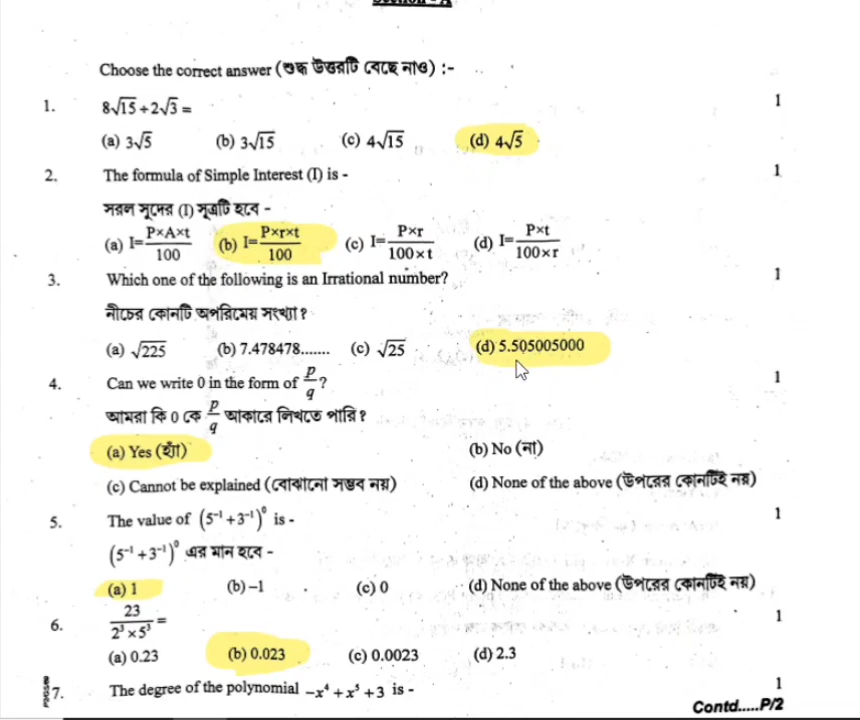 Section - A
Choose the correct answer (শুদ্ধ উত্তৰটি বেছে নাও) :-
1. 8√15 ÷ 2√3 = 1
(a) 3√5 (b) 3√15 (c) 4√15 (d) 4√5
2. The formula of Simple Interest (I) is - 1
সরল সুদের (I) সূত্রটি হবে -
(a) I=P×A×t/100 (b) I=P×r×t/100 (c) I=P×r/100×t (d) I=P×t/100×r
3. Which one of the following is an Irrational number? 1
নীচের কোনটি অপরিমেয় সংখ্যা ?
(a) √225 (b) 7.478478....... (c) √25 (d) 5.505005000
4. Can we write 0 in the form of p/q? 1
আমরা কি 0 কে p/q আকারে লিখতে পারি ?
(a) Yes (হ্যাঁ) (b) No (না)
(c) Cannot be explained (বোঝানো সম্ভব নয়) (d) None of the above (উপরের কোনটিই নয়)
5. The value of (5⁻¹+3⁻¹)⁰ is - 1
(5⁻¹+3⁻¹)⁰ এর মান হবে -
(a) 1 (b) –1 (c) 0 (d) None of the above (উপরের কোনটিই নয়)
6. 23/2³×5³ = 1
(a) 0.23 (b) 0.023 (c) 0.0023 (d) 2.3
7. The degree of the polynomial –x⁴+x⁵+3 is - 1
Contd.....P/2